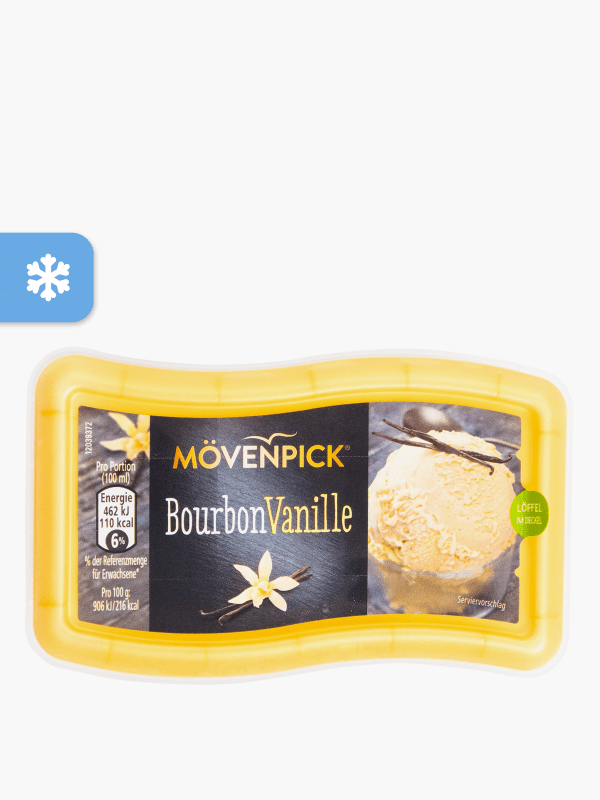 12039372
Pro Portion
(100 ml)
Energie
462 kJ
110 kcal
6%
% der Referenzmenge
für Erwachsene*
Pro 100 g:
906 kJ/216 kcal
MÖVENPICK®
BourbonVanille
LÖFFEL
IM DECKEL
Serviervorschlag